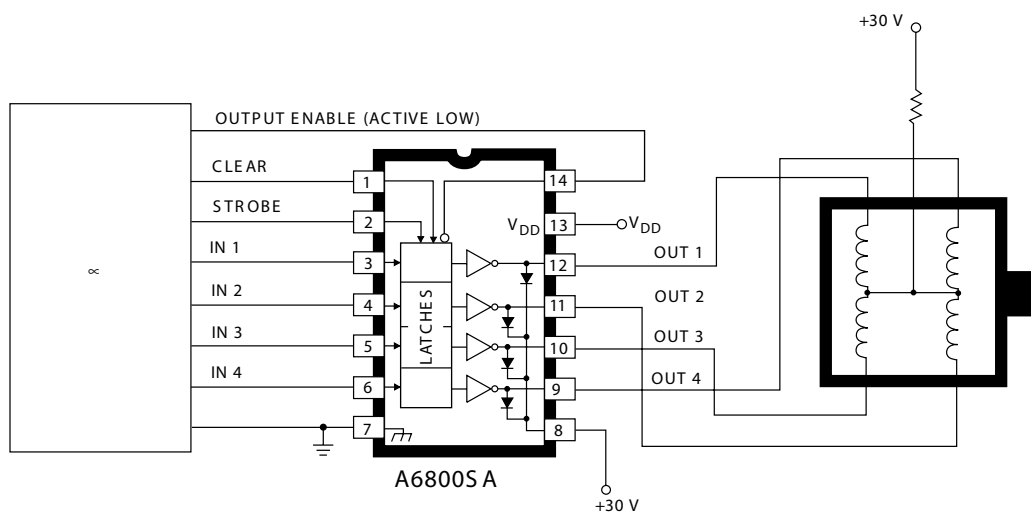 +30 V
OUTPUT ENABLE (ACTIVE LOW)
CLEAR
1
14
STROBE
2
VDD
13
VDD
IN 1
3
12
OUT 1
∝
IN 2
4
LATCHES
11
OUT 2
IN 3
5
10
OUT 3
IN 4
6
9
OUT 4
7
8
A6800SA
+30 V